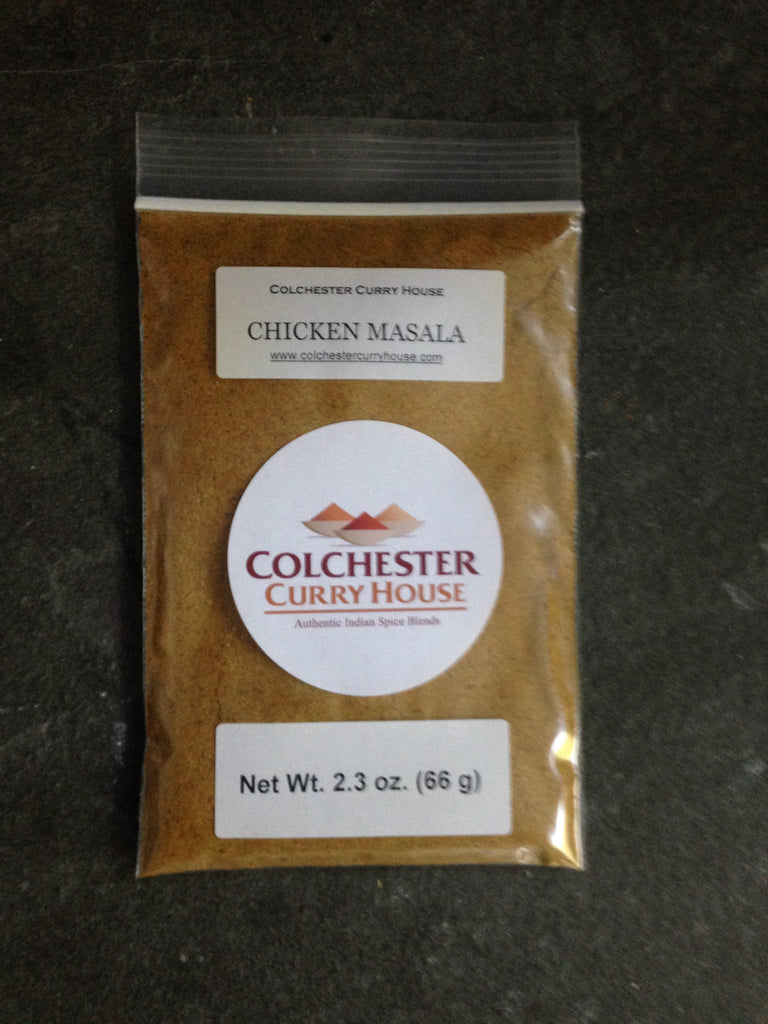 Colchester Curry House
CHICKEN MASALA
www.colchestercurryhouse.com
COLCHESTER
CURRY HOUSE
Authentic Indian Spice Blends
Net Wt. 2.3 oz. (66 g)